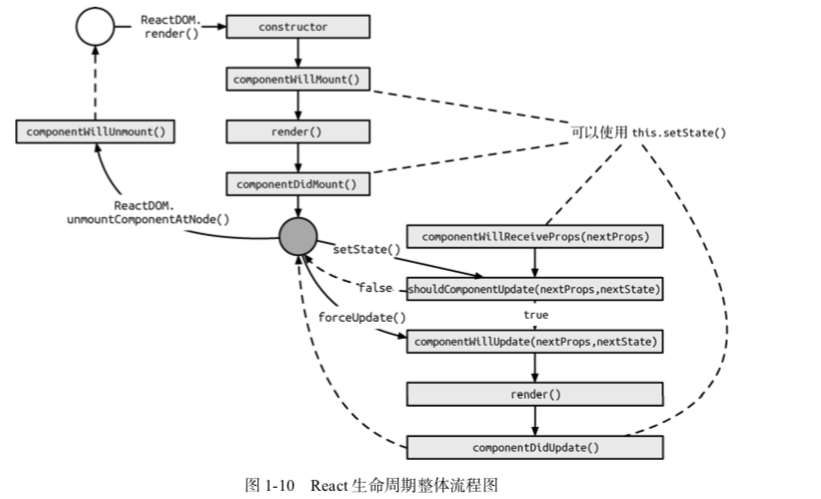 ReactDOM.
render()
constructor
componentWillMount()
componentWillUnmount()
render()
可以使用 this.setState()
componentDidMount()
ReactDOM.
unmountComponentAtNode()
componentWillReceiveProps(nextProps)
setState()
false
shouldComponentUpdate(nextProps,nextState)
forceUpdate()
true
componentWillUpdate(nextProps,nextState)
render()
componentDidUpdate()
图 1-10 React 生命周期整体流程图